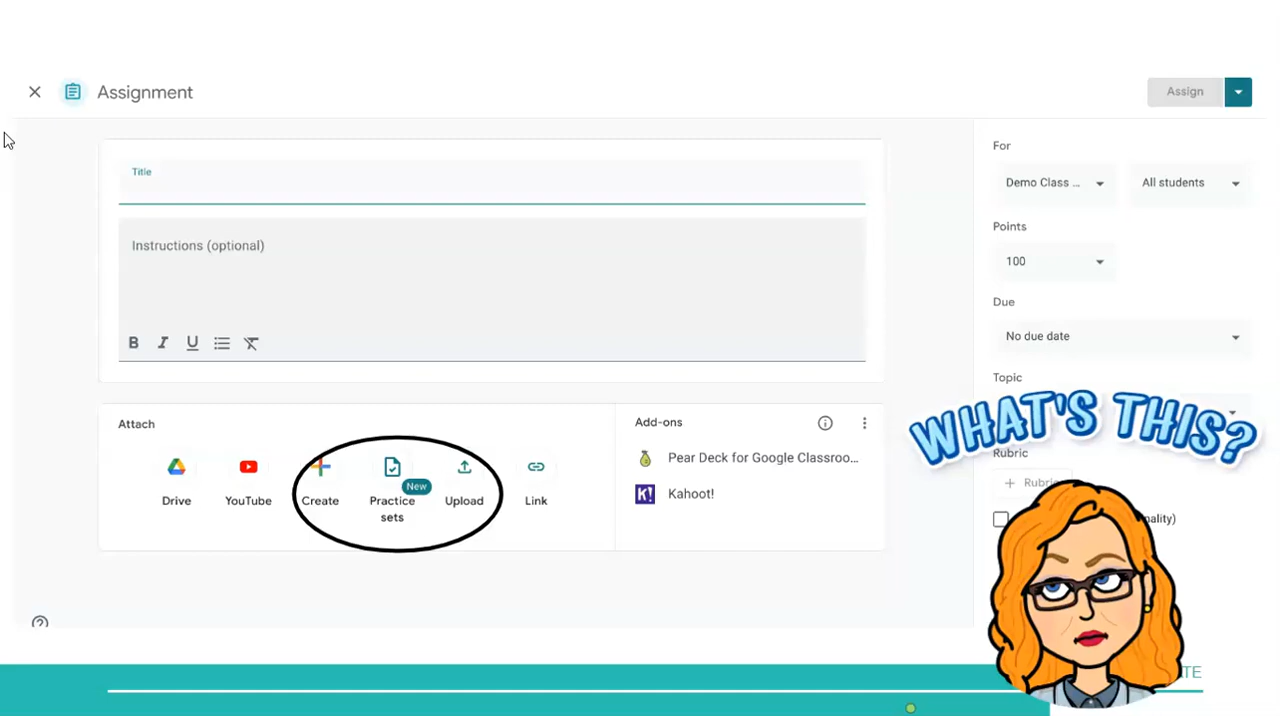 Assignment
Assign
Title
Instructions (optional)
B I U
For
Demo Class ...
All students
Points
100
Due
No due date
Topic
WHAT'S THIS?
Rubric
Attach
Drive
YouTube
Create
Practice sets
New
Upload
Link
Add-ons
Pear Deck for Google Classroo...
Kahoot!